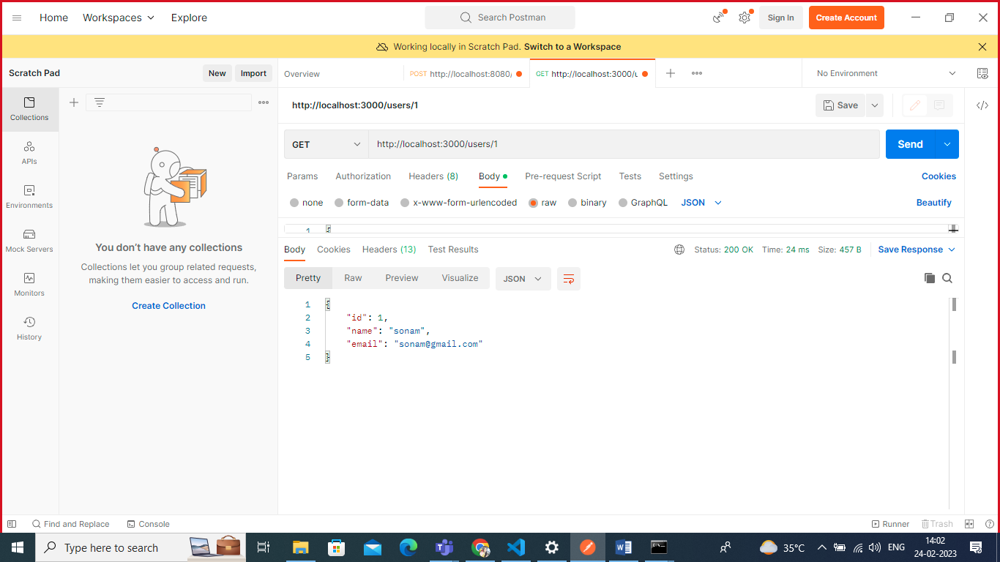 Home Workspaces Explore Search Postman Sign In Create Account
Working locally in Scratch Pad. Switch to a Workspace
Scratch Pad New Import Overview POST http://localhost:8080/ GET http://localhost:3000/u No Environment
Collections
APIs
Environments
Mock Servers
Monitors
History
You don't have any collections
Collections let you group related requests,
making them easier to access and run.
Create Collection
http://localhost:3000/users/1 Save </>
GET http://localhost:3000/users/1 Send
Params Authorization Headers (8) Body Pre-request Script Tests Settings Cookies
none form-data x-www-form-urlencoded raw binary GraphQL JSON Beautify
1 {
Body Cookies Headers (13) Test Results Status: 200 OK Time: 24 ms Size: 457 B Save Response
Pretty Raw Preview Visualize JSON
1 {
2 "id": 1,
3 "name": "sonam",
4 "email": "sonam@gmail.com"
5 }
Find and Replace Console Runner Trash
Type here to search 35°C ENG 14:02
24-02-2023